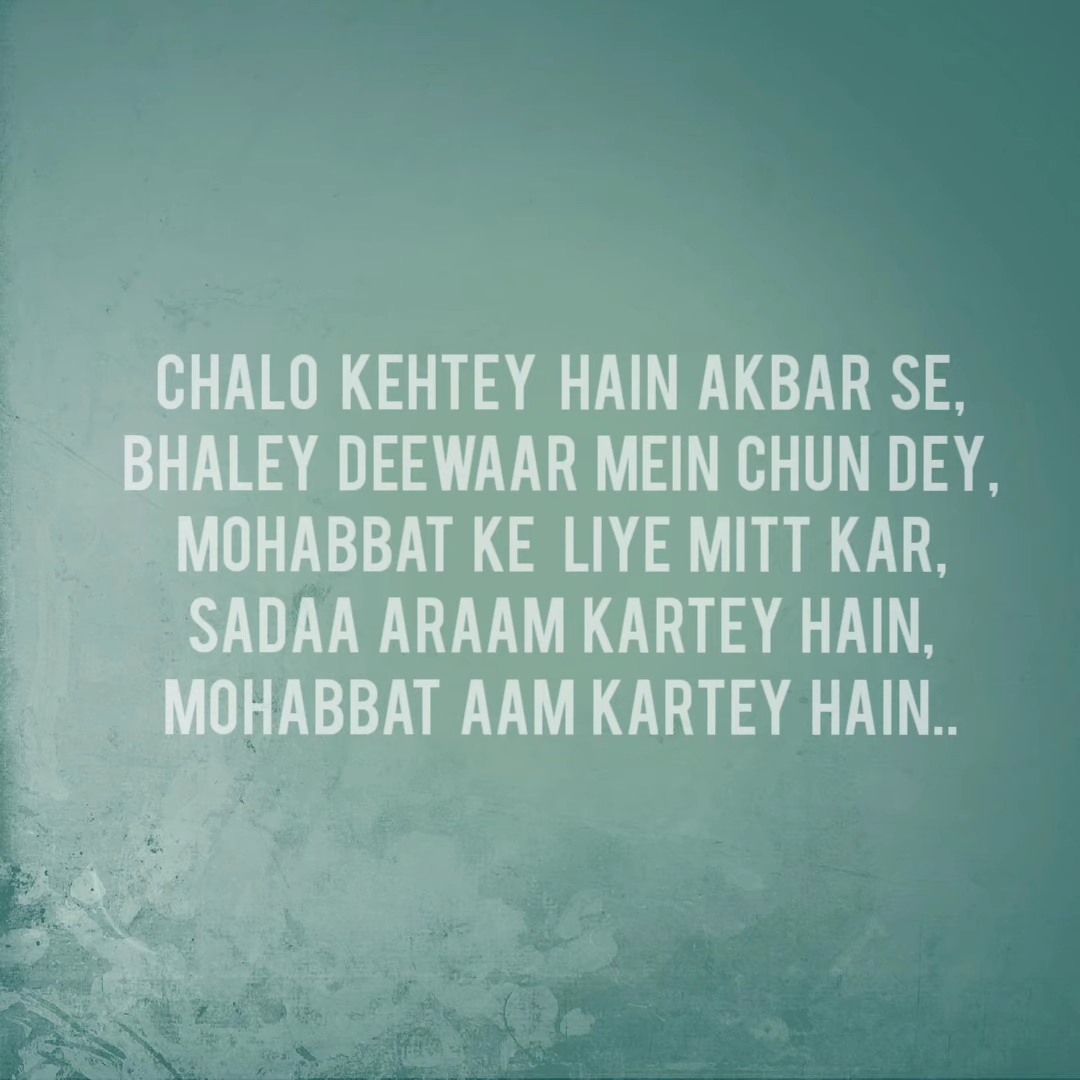 CHALO KEHTEY HAIN AKBAR SE,
BHALEY DEEWAAR MEIN CHUN DEY,
MOHABBAT KE LIYE MITT KAR,
SADAA ARAAM KARTEY HAIN,
MOHABBAT AAM KARTEY HAIN..